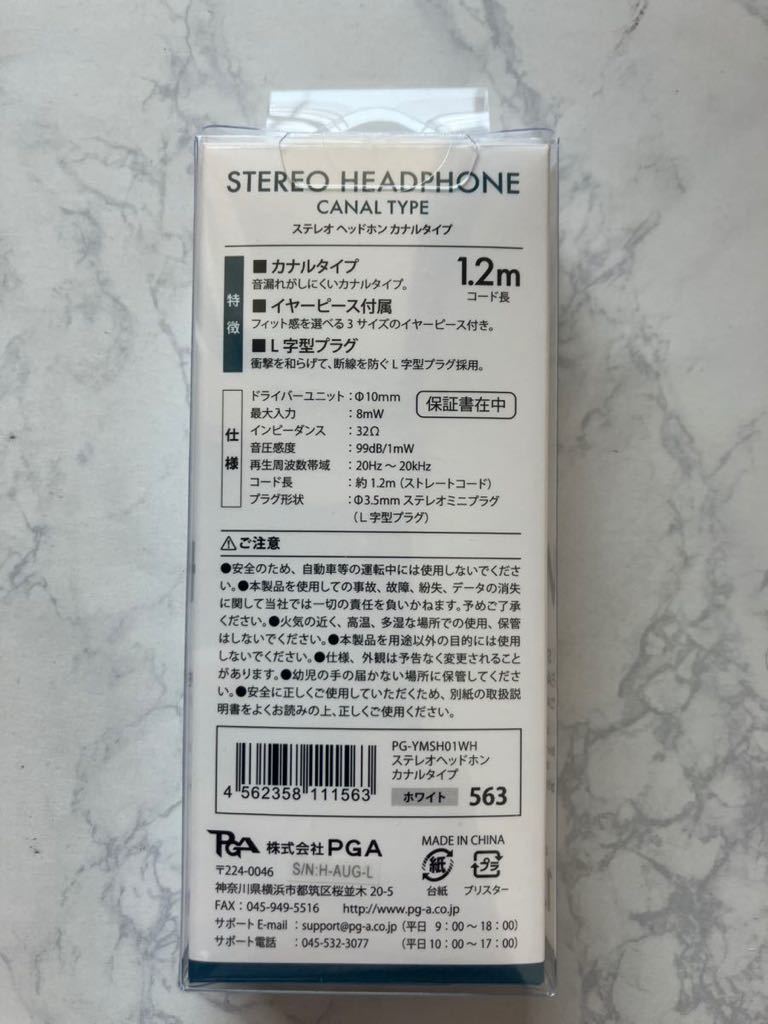 STEREO HEADPHONE
CANAL TYPE
ステレオ ヘッドホン カナルタイプ
特徴
■ カナルタイプ
音漏れがしにくいカナルタイプ。
1.2m
コード長
■ イヤーピース付属
フィット感を選べる3サイズのイヤーピース付き。
■ L字型プラグ
衝撃を和らげて、断線を防ぐL字型プラグ採用。
仕様
ドライバーユニット：Φ10mm
最大入力：8mW
インピーダンス：32Ω
音圧感度：99dB/1mW
再生周波数帯域：20Hz～20kHz
コード長：約1.2m（ストレートコード）
プラグ形状：Φ3.5mm ステレオミニプラグ
（L字型プラグ）
保証書在中
⚠ご注意
●安全のため、自動車等の運転中には使用しないでくださ
い。●本製品を使用しての事故、故障、紛失、データの消失
に関して当社では一切の責任を負いかねます。予めご了承
ください。●火気の近く、高温、多湿な場所での使用、保管
はしないでください。●本製品を用途以外の目的には使用
しないでください。●仕様、外観は予告なく変更されること
があります。●幼児の手の届かない場所に保管してくださ
い。●安全に正しくご使用していただくため、別紙の取扱説
明書をよくお読みの上、正しくご使用ください。
4 562358 111563
PG-YMSH01WH
ステレオヘッドホン
カナルタイプ
ホワイト 563
PGA 株式会社PGA
〒224-0046 S/N:H-AUG-L
神奈川県横浜市都筑区桜並木20-5
FAX：045-949-5516 http://www.pg-a.co.jp
サポートE-mail：support@pg-a.co.jp（平日 9：00～18：00）
サポート電話：045-532-3077（平日10：00～17：00）
MADE IN CHINA
紙 プラ
台紙 ブリスター